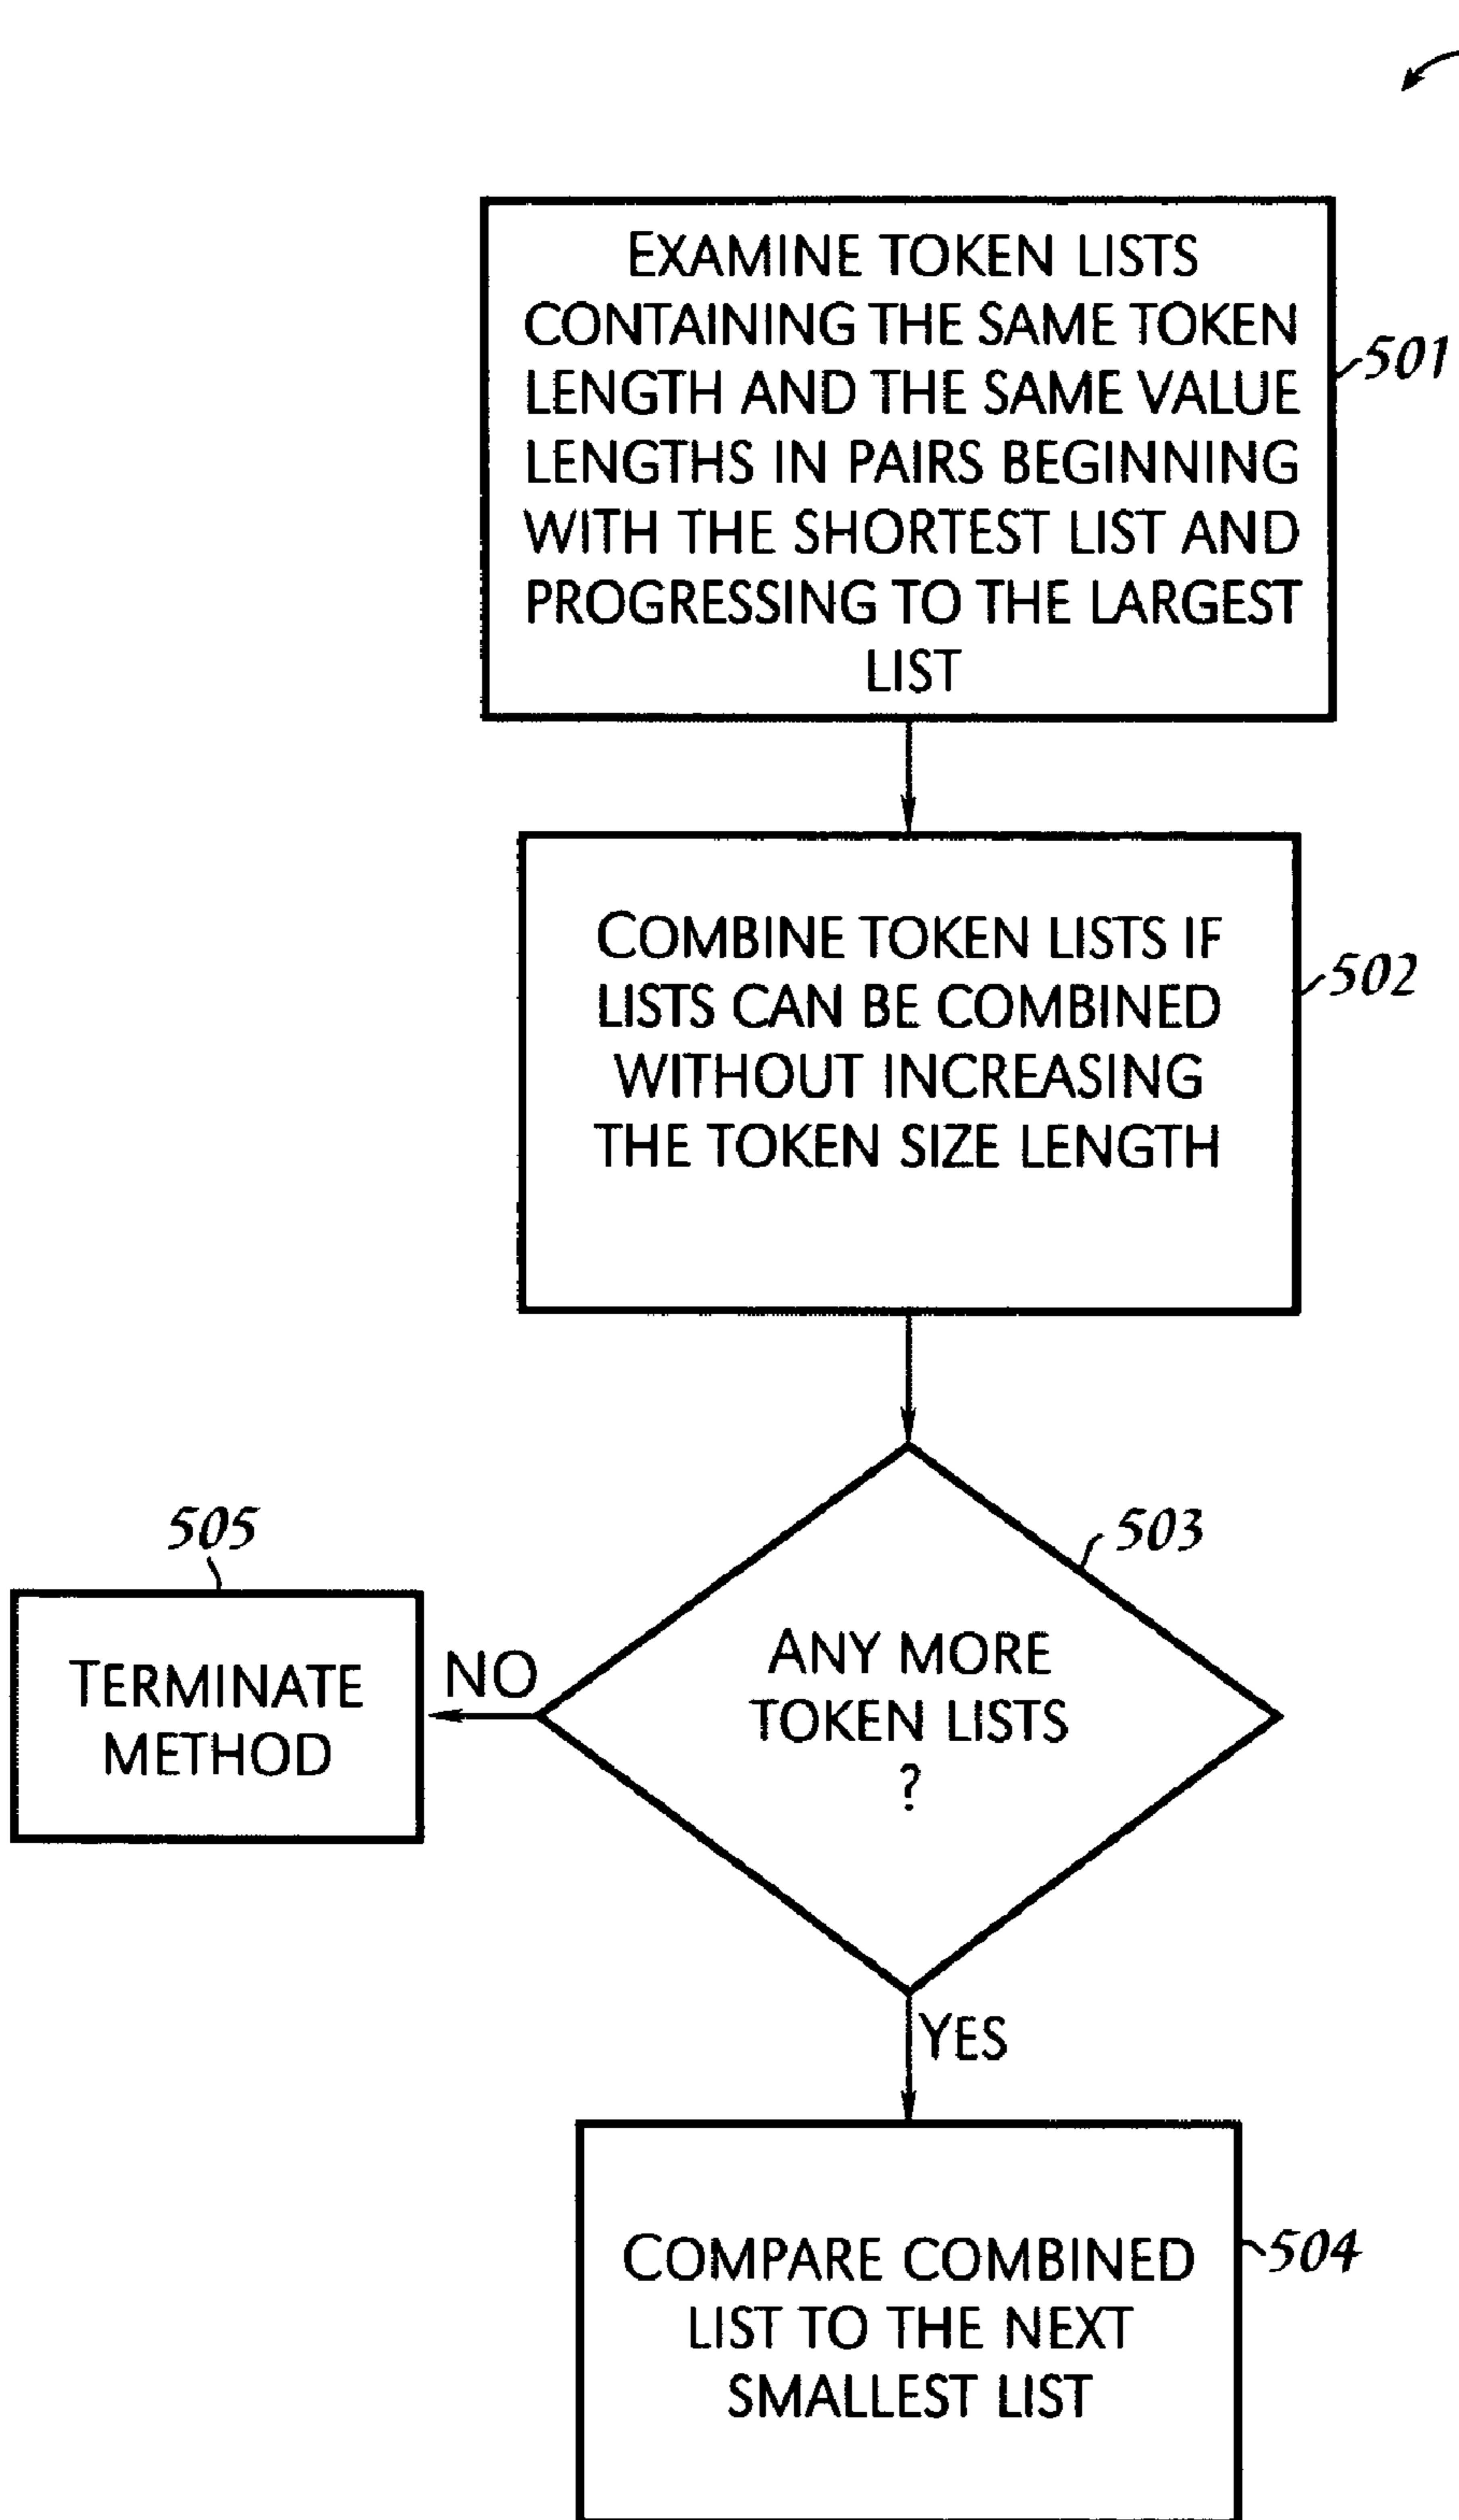 EXAMINE TOKEN LISTS
CONTAINING THE SAME TOKEN
LENGTH AND THE SAME VALUE
LENGTHS IN PAIRS BEGINNING
WITH THE SHORTEST LIST AND
PROGRESSING TO THE LARGEST
LIST
501
COMBINE TOKEN LISTS IF
LISTS CAN BE COMBINED
WITHOUT INCREASING
THE TOKEN SIZE LENGTH
502
503
ANY MORE
TOKEN LISTS
?
NO
505
TERMINATE
METHOD
YES
COMPARE COMBINED
LIST TO THE NEXT
SMALLEST LIST
504